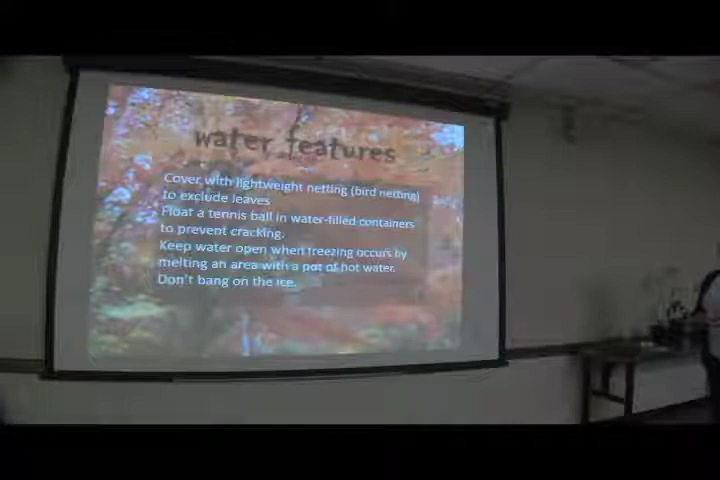 water features
Cover with lightweight netting (bird netting)
to exclude leaves
Float a tennis ball in water-filled containers
to prevent cracking.
Keep water open when freezing occurs by
melting an area with a pot of hot water.
Don't bang on the ice.